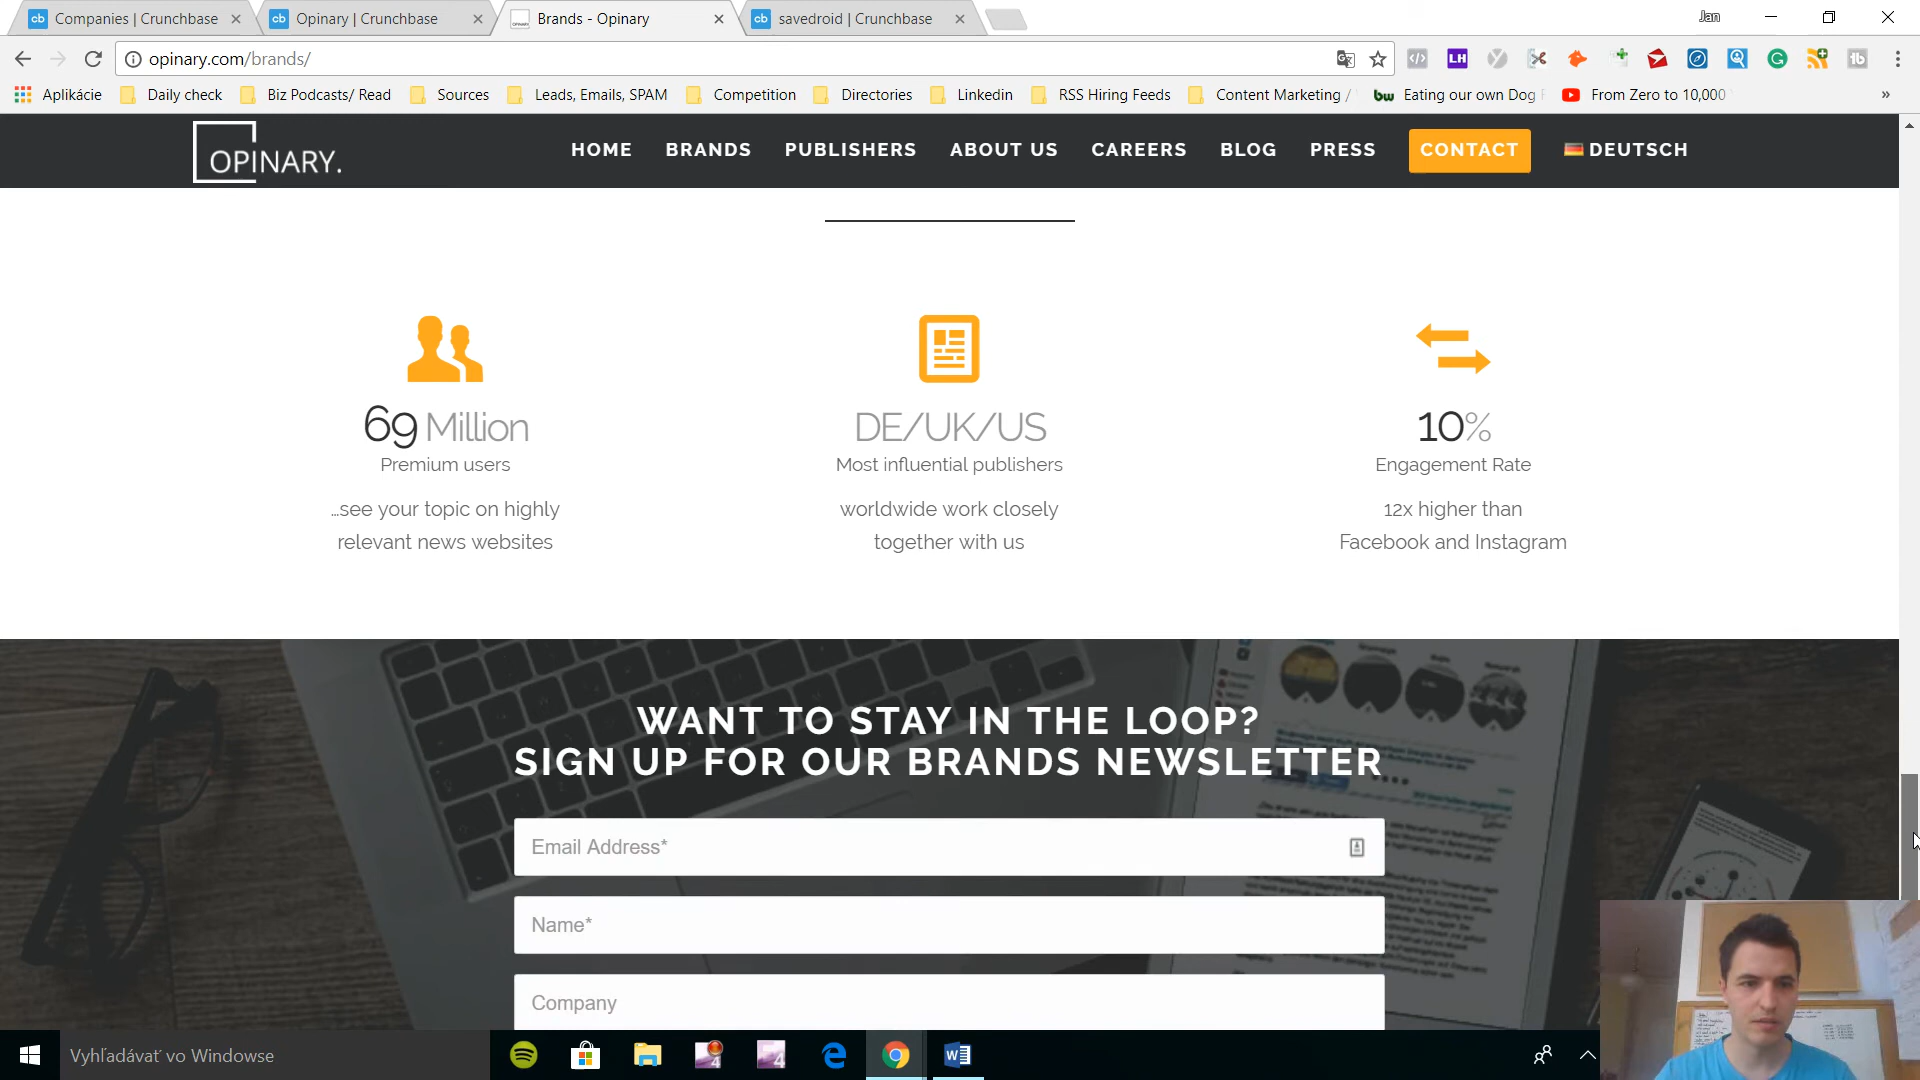 Companies | Crunchbase
Opinary | Crunchbase
Brands - Opinary
savedroid | Crunchbase
Jan
opinary.com/brands/
Aplikácie
Daily check
Biz Podcasts/ Read
Sources
Leads, Emails, SPAM
Competition
Directories
Linkedin
RSS Hiring Feeds
Content Marketing /
Eating our own Dog
From Zero to 10,000
OPINARY.
HOME
BRANDS
PUBLISHERS
ABOUT US
CAREERS
BLOG
PRESS
CONTACT
DEUTSCH
69 Million
Premium users
...see your topic on highly
relevant news websites
DE/UK/US
Most influential publishers
worldwide work closely
together with us
10%
Engagement Rate
12x higher than
Facebook and Instagram
WANT TO STAY IN THE LOOP?
SIGN UP FOR OUR BRANDS NEWSLETTER
Email Address*
Name*
Company
Vyhľadávať vo Windowse